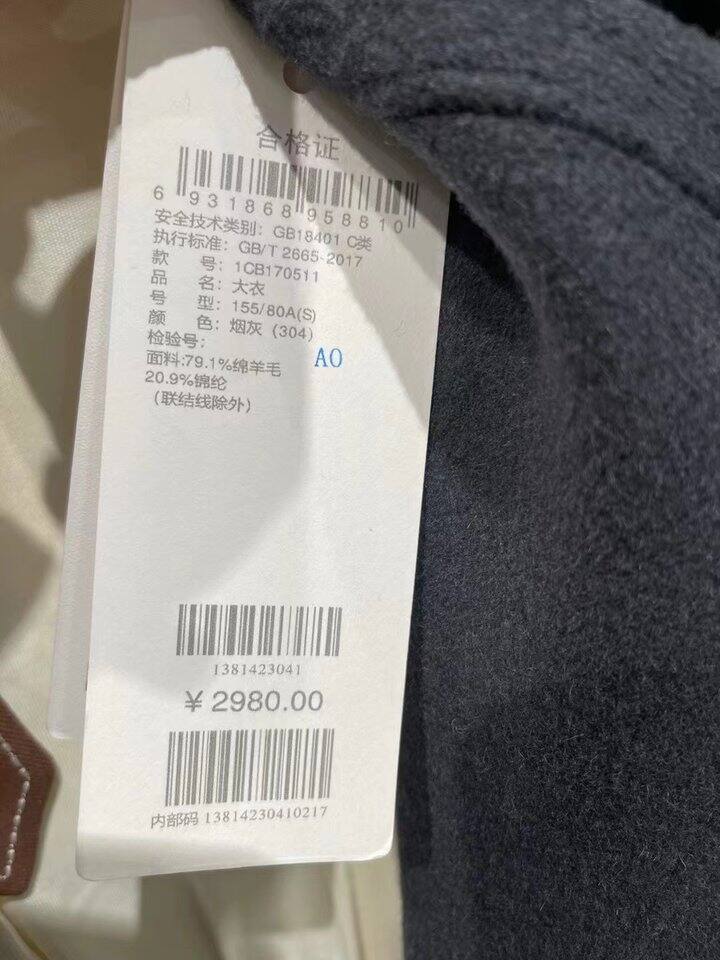 合格证
6 931868 958810
安全技术类别: GB18401 C类
执行标准: GB/T 2665-2017
款 号: 1CB170511
品 名: 大衣
号 型: 155/80A(S)
颜 色: 烟灰 (304)
检验号: A0
面料:79.1%绵羊毛
20.9%锦纶
(联结线除外)
1381423041
¥ 2980.00
内部码 13814230410217